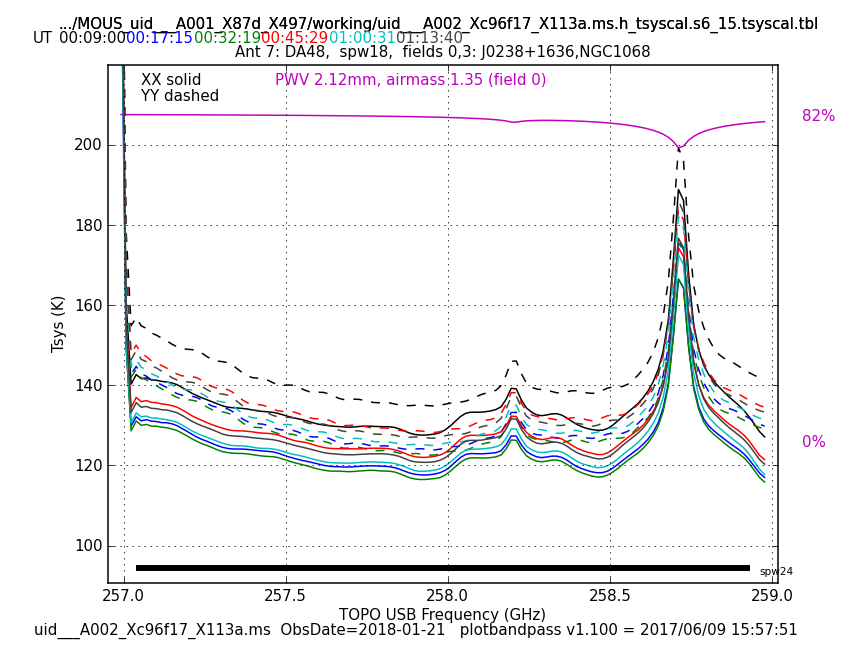 .../MOUS_uid___A001_X87d_X497/working/uid___A002_Xc96f17_X113a.ms.h_tsyscal.s6_15.tsyscal.tbl
UT 00:09:00 00:17:15 00:32:19 00:45:29 01:00:31 01:13:40
Ant 7: DA48, spw18, fields 0,3: J0238+1636,NGC1068
XX solid
YY dashed
PWV 2.12mm, airmass 1.35 (field 0)
82%
0%
200
180
160
140
120
100
Tsys (K)
spw24
257.0 257.5 258.0 258.5 259.0
TOPO USB Frequency (GHz)
uid___A002_Xc96f17_X113a.ms ObsDate=2018-01-21 plotbandpass v1.100 = 2017/06/09 15:57:51